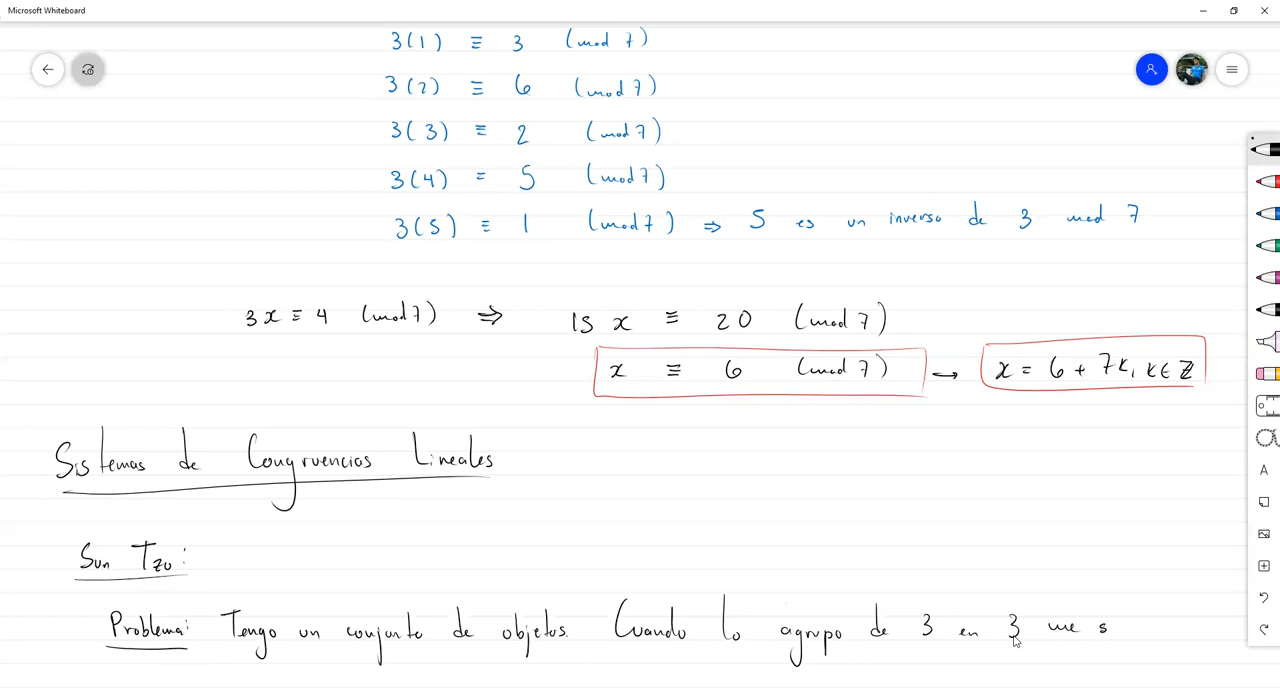 Microsoft Whiteboard
3(1) ≡ 3 (mod 7)
3(2) ≡ 6 (mod 7)
3(3) ≡ 2 (mod 7)
3(4) = 5 (mod 7)
3(5) ≡ 1 (mod 7) ⇒ 5 es un inverso de 3 mod 7
3x ≡ 4 (mod 7) ⇒ 15 x ≡ 20 (mod 7)
x ≡ 6 (mod 7) → x = 6 + 7k, k ∈ ℤ
Sistemas de Congruencias Lineales
Sun Tzu:
Problema: Tengo un conjunto de objetos. Cuando lo agrupo de 3 en 3 me s
A